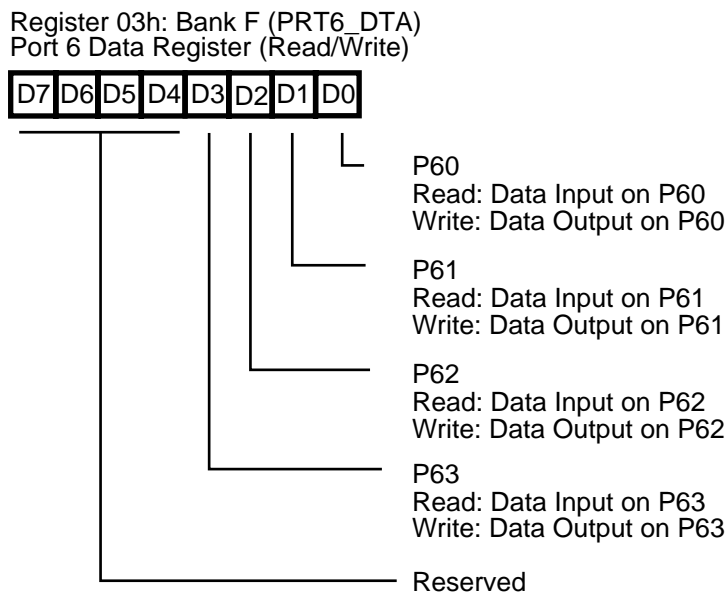 Register 03h: Bank F (PRT6_DTA)
Port 6 Data Register (Read/Write)
D7 D6 D5 D4 D3 D2 D1 D0
P60
Read: Data Input on P60
Write: Data Output on P60
P61
Read: Data Input on P61
Write: Data Output on P61
P62
Read: Data Input on P62
Write: Data Output on P62
P63
Read: Data Input on P63
Write: Data Output on P63
Reserved